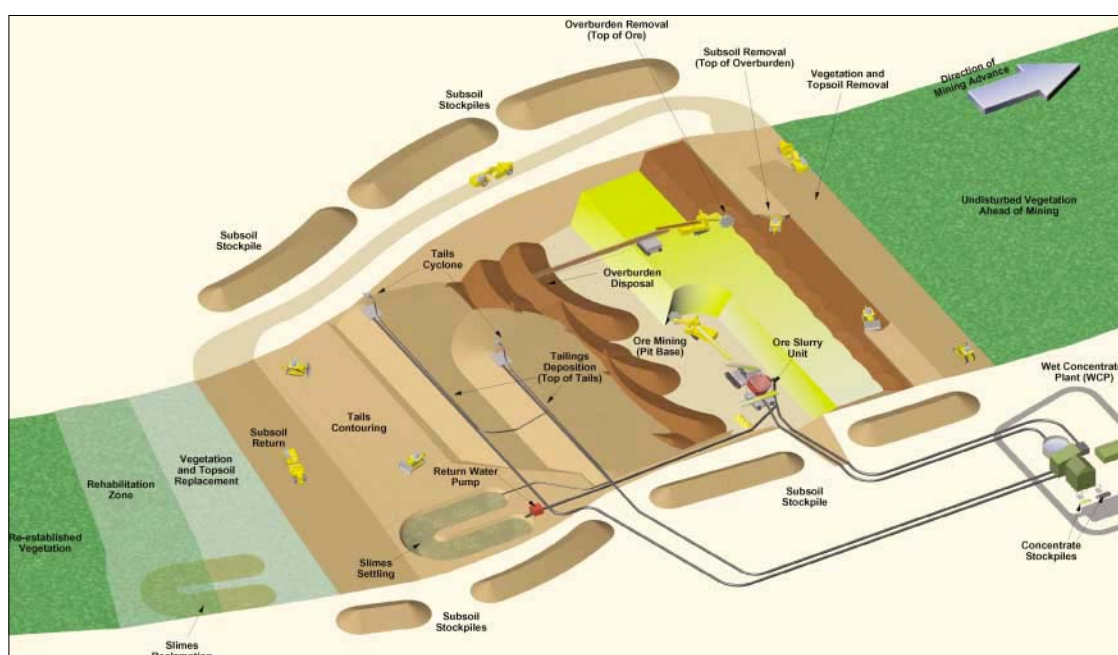 Overburden Removal
(Top of Ore)
Subsoil Removal
(Top of Overburden)
Vegetation and
Topsoil Removal
Direction of
Mining Advance
Subsoil
Stockpiles
Undisturbed Vegetation
Ahead of Mining
Subsoil
Stockpile
Tails
Cyclone
Overburden
Disposal
Ore Mining
(Pit Base)
Ore Slurry
Unit
Tailings
Deposition
(Top of Tails)
Wet Concentrate
Plant (WCP)
Tails
Contouring
Subsoil
Return
Vegetation
and Topsoil
Replacement
Rehabilitation
Zone
Return Water
Pump
Subsoil
Stockpile
Re-established
Vegetation
Slimes
Settling
Concentrate
Stockpiles
Subsoil
Stockpiles
Slimes